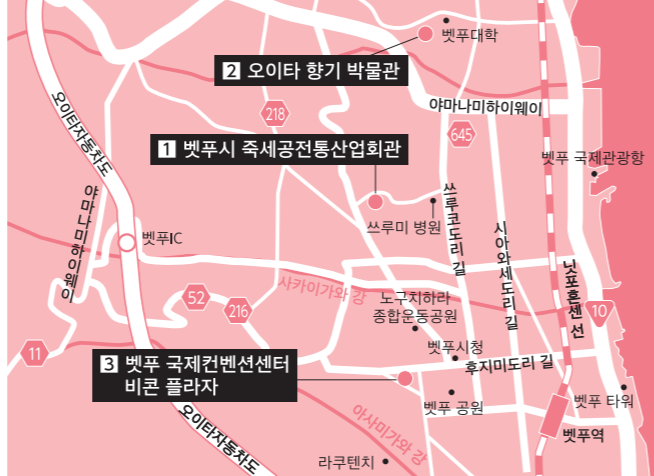 벳푸대학
2 오이타 향기 박물관
야마나미하이웨이
오이타자동차도
218
645
1 벳푸시 죽세공전통산업회관
벳푸 국제관광항
야마나미하이웨이
쓰루미 병원
쓰루코도리 길
시아와세도리 길
벳푸IC
닛포혼센 선
사카이가와 강
노구치하라
종합운동공원
52
216
10
11
벳푸시청
3 벳푸 국제컨벤션센터
비콘 플라자
후지미도리 길
벳푸 공원
벳푸 타워
오이타자동차도
아사미가와 강
벳푸역
라쿠텐치